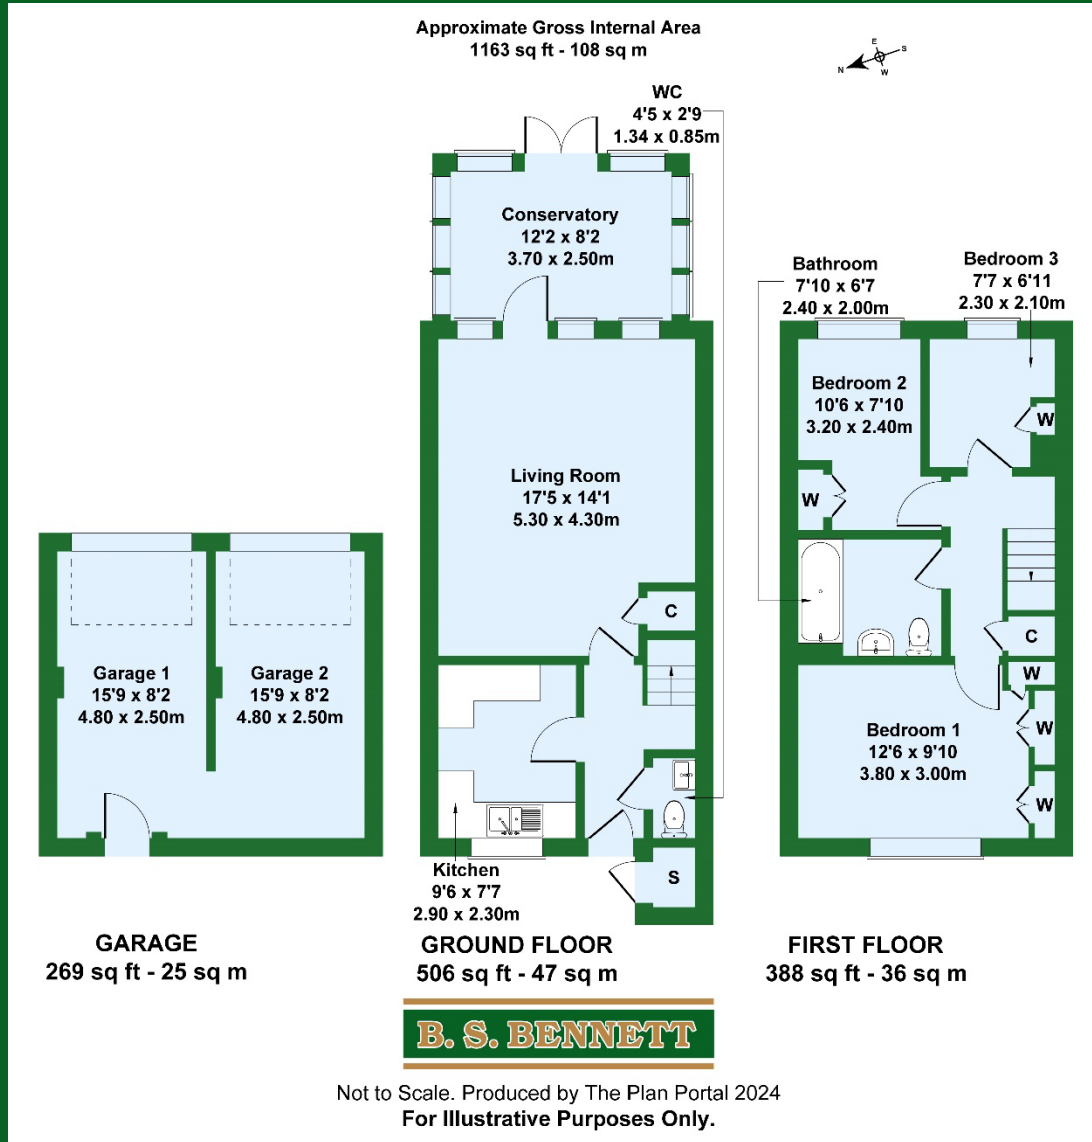 Approximate Gross Internal Area
1163 sq ft - 108 sq m
E
S
N
W
WC
4'5 x 2'9
1.34 x 0.85m
Conservatory
12'2 x 8'2
3.70 x 2.50m
Bathroom
7'10 x 6'7
2.40 x 2.00m
Bedroom 3
7'7 x 6'11
2.30 x 2.10m
Bedroom 2
10'6 x 7'10
3.20 x 2.40m
W
W
Living Room
17'5 x 14'1
5.30 x 4.30m
C
Garage 1
15'9 x 8'2
4.80 x 2.50m
Garage 2
15'9 x 8'2
4.80 x 2.50m
C
W
Bedroom 1
12'6 x 9'10
3.80 x 3.00m
W
W
Kitchen
9'6 x 7'7
2.90 x 2.30m
S
GARAGE
269 sq ft - 25 sq m
GROUND FLOOR
506 sq ft - 47 sq m
FIRST FLOOR
388 sq ft - 36 sq m
B. S. BENNETT
Not to Scale. Produced by The Plan Portal 2024
For Illustrative Purposes Only.